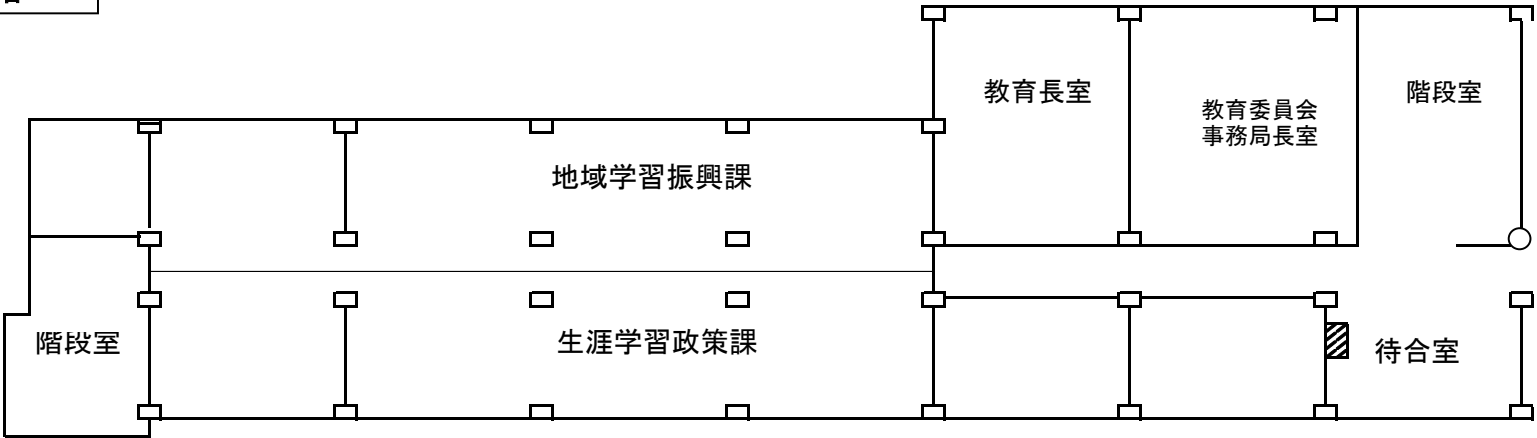 教育長室
教育委員会
事務局長室
階段室
地域学習振興課
階段室
生涯学習政策課
待合室